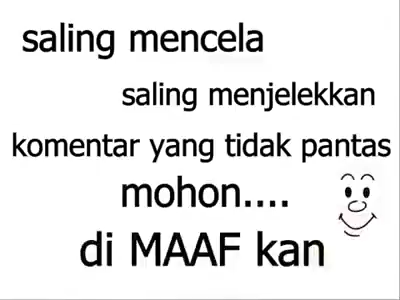 saling mencela
saling menjelekkan
komentar yang tidak pantas
mohon....
di MAAF kan